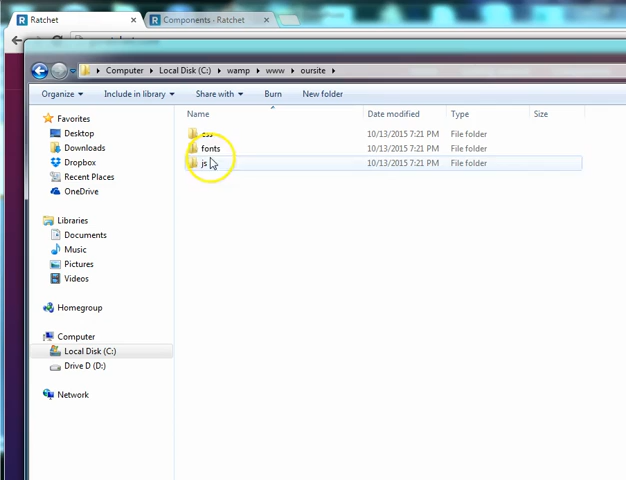 Ratchet
Components - Ratchet
Computer Local Disk (C:) wamp www oursite
Organize Include in library Share with Burn New folder
Name Date modified Type Size
css 10/13/2015 7:21 PM File folder
fonts 10/13/2015 7:21 PM File folder
js 10/13/2015 7:21 PM File folder
Favorites
Desktop
Downloads
Dropbox
Recent Places
OneDrive
Libraries
Documents
Music
Pictures
Videos
Homegroup
Computer
Local Disk (C:)
Drive D (D:)
Network